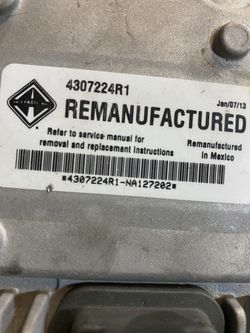 4307224R1
Jan/07/13
REMANUFACTURED
Refer to service manual for
removal and replacement instructions
Remanufactured
in Mexico
*4307224R1-NA127202*